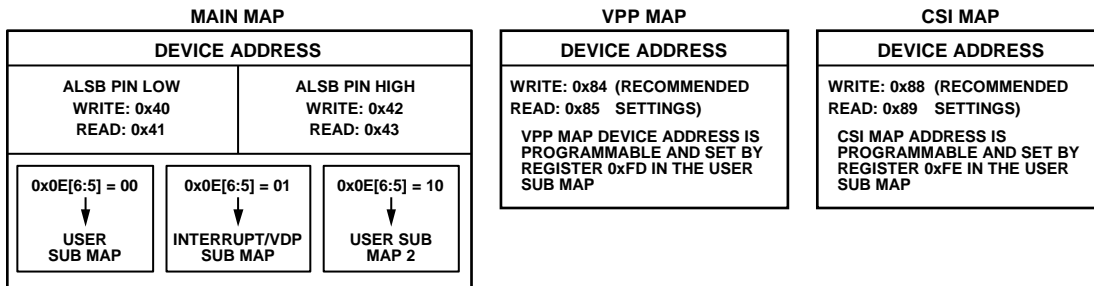 MAIN MAP
DEVICE ADDRESS
ALSB PIN LOW
WRITE: 0x40
READ: 0x41
ALSB PIN HIGH
WRITE: 0x42
READ: 0x43
0x0E[6:5] = 00
USER
SUB MAP
0x0E[6:5] = 01
INTERRUPT/VDP
SUB MAP
0x0E[6:5] = 10
USER SUB
MAP 2
VPP MAP
DEVICE ADDRESS
WRITE: 0x84 (RECOMMENDED
READ: 0x85 SETTINGS)
VPP MAP DEVICE ADDRESS IS
PROGRAMMABLE AND SET BY
REGISTER 0xFD IN THE USER
SUB MAP
CSI MAP
DEVICE ADDRESS
WRITE: 0x88 (RECOMMENDED
READ: 0x89 SETTINGS)
CSI MAP ADDRESS IS
PROGRAMMABLE AND SET BY
REGISTER 0xFE IN THE USER
SUB MAP